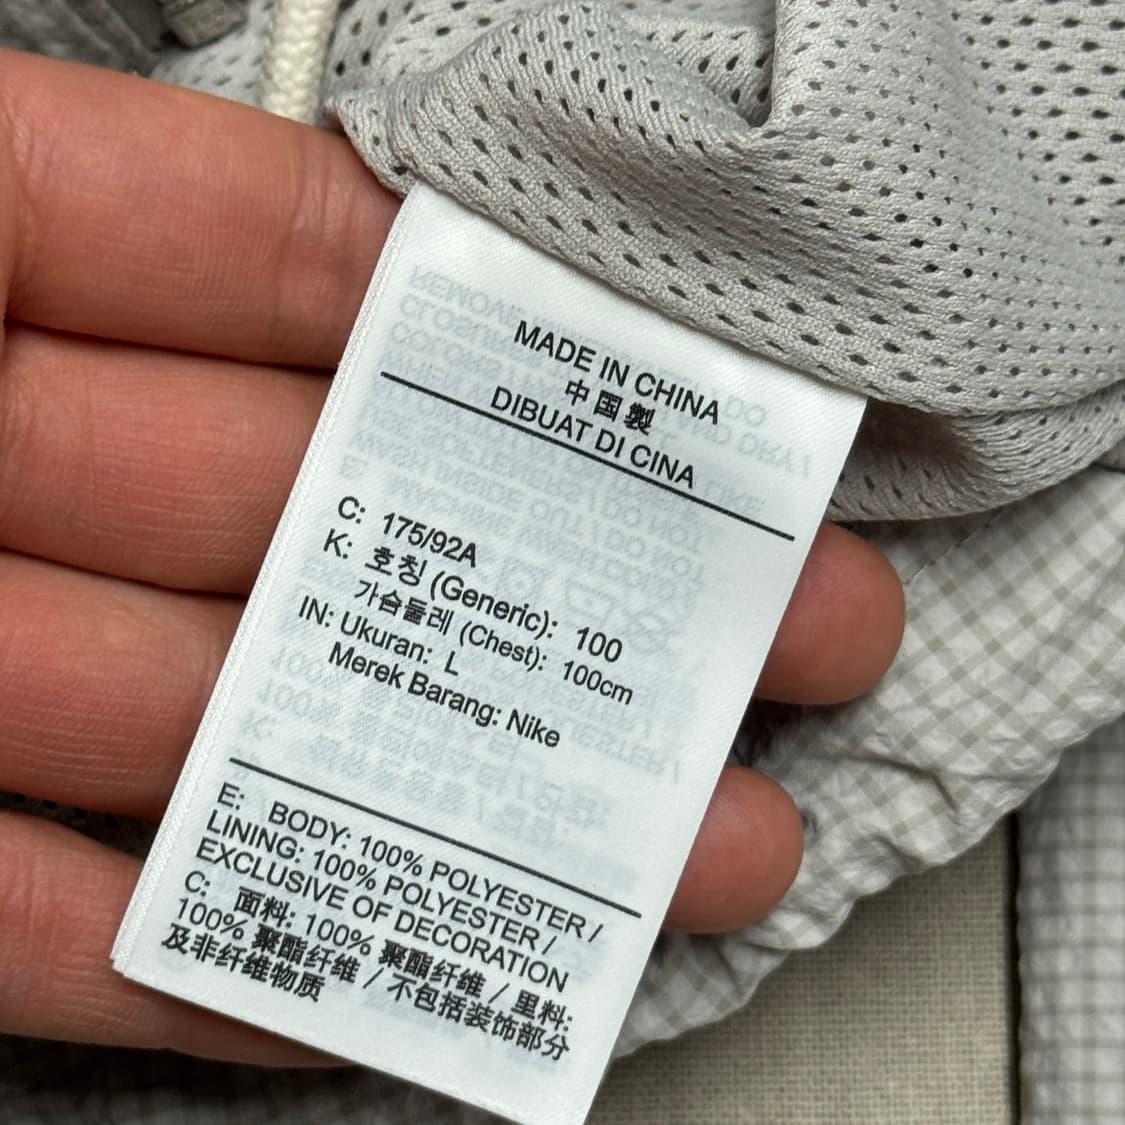 MADE IN CHINA
中国製
DIBUAT DI CINA
C: 175/92A
K: 호칭 (Generic): 100
가슴둘레 (Chest): 100cm
IN: Ukuran: L
Merek Barang: Nike
E: BODY: 100% POLYESTER /
LINING: 100% POLYESTER /
EXCLUSIVE OF DECORATION
C: 面料: 100% 聚酯纤维 / 里料:
100% 聚酯纤维 / 不包括装饰部分
及非纤维物质